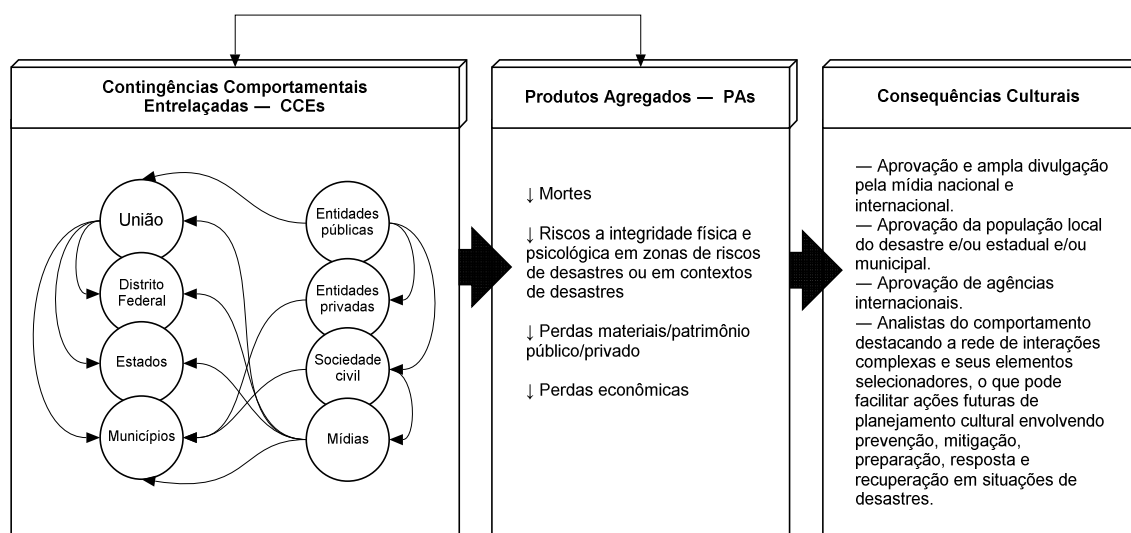 Contingências Comportamentais
Entrelaçadas — CCEs
União
Distrito
Federal
Estados
Municípios
Entidades
públicas
Entidades
privadas
Sociedade
civil
Mídias
Produtos Agregados — PAs
↓ Mortes
↓ Riscos a integridade física e
psicológica em zonas de riscos
de desastres ou em contextos
de desastres
↓ Perdas materiais/patrimônio
público/privado
↓ Perdas econômicas
Consequências Culturais
— Aprovação e ampla divulgação
pela mídia nacional e
internacional.
— Aprovação da população local
do desastre e/ou estadual e/ou
municipal.
— Aprovação de agências
internacionais.
— Analistas do comportamento
destacando a rede de interações
complexas e seus elementos
selecionadores, o que pode
facilitar ações futuras de
planejamento cultural envolvendo
prevenção, mitigação,
preparação, resposta e
recuperação em situações de
desastres.